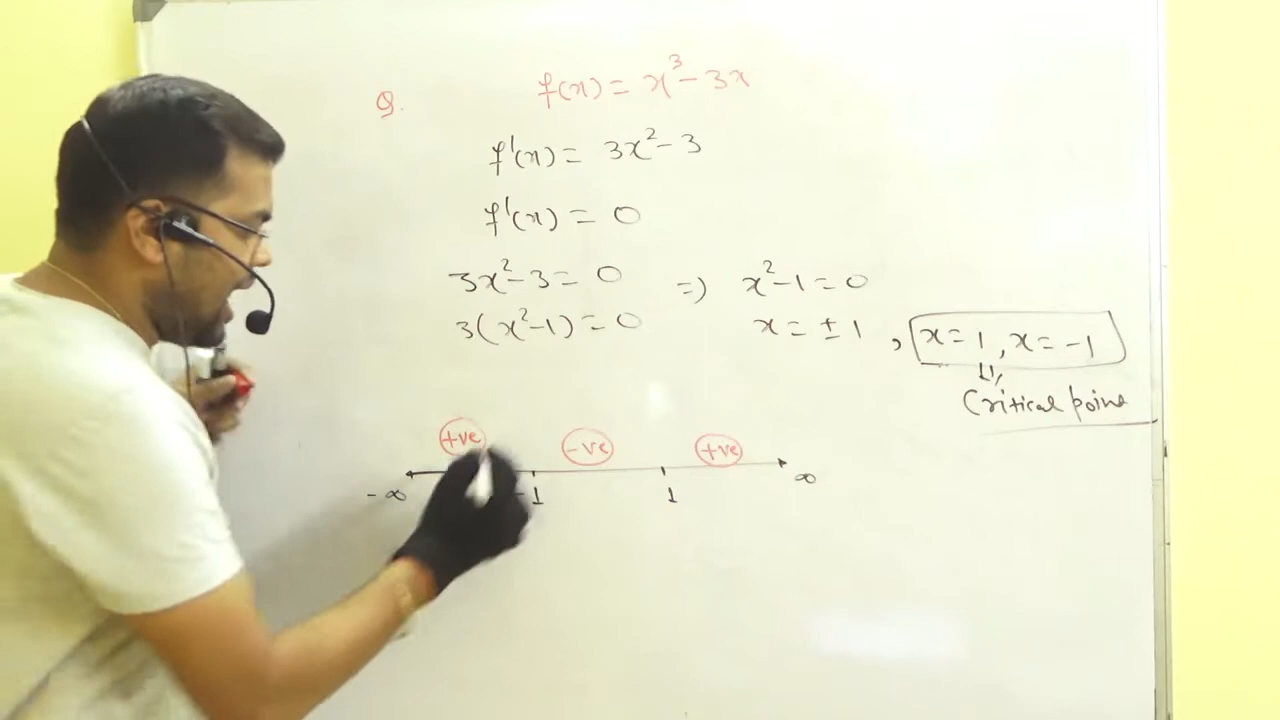 Q. f(x) = x³ - 3x
f'(x) = 3x² - 3
f'(x) = 0
3x² - 3 = 0 => x² - 1 = 0
3(x² - 1) = 0 x = ± 1 , x = 1 , x = -1
Critical point
+ve -ve +ve
-∞ -1 1 ∞